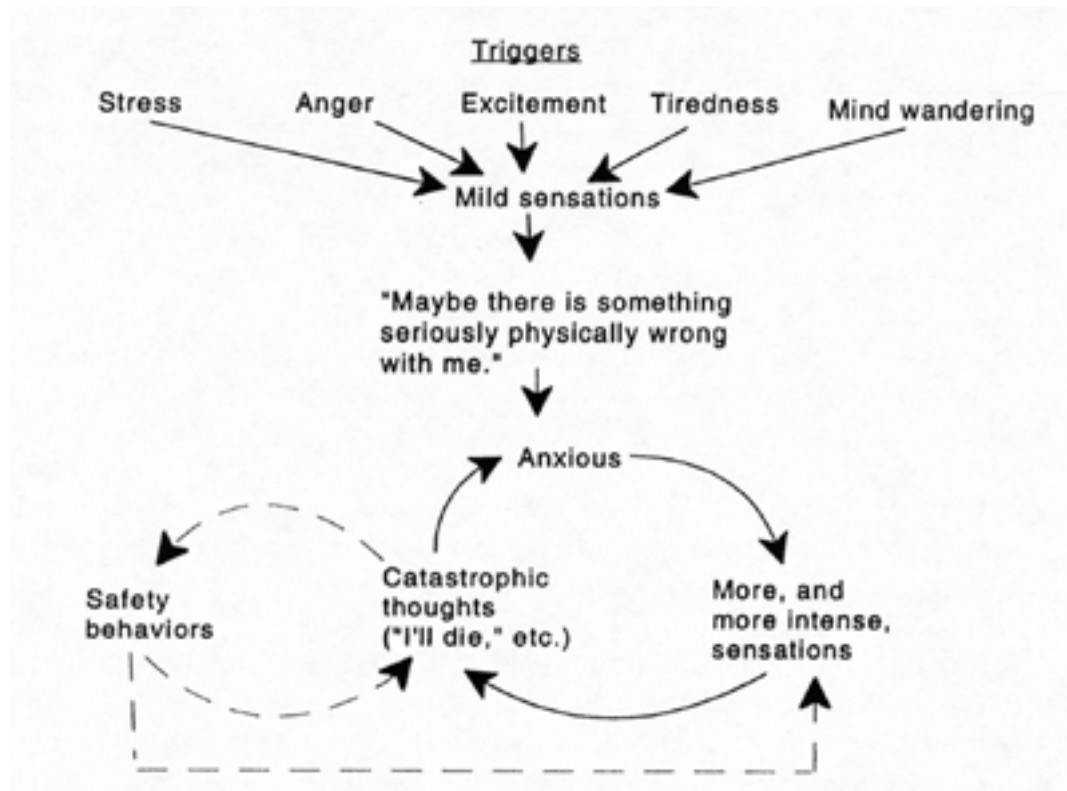 Triggers
Stress
Anger
Excitement
Tiredness
Mind wandering
Mild sensations
"Maybe there is something
seriously physically wrong
with me."
Anxious
Safety
behaviors
Catastrophic
thoughts
("I'll die," etc.)
More, and
more intense,
sensations